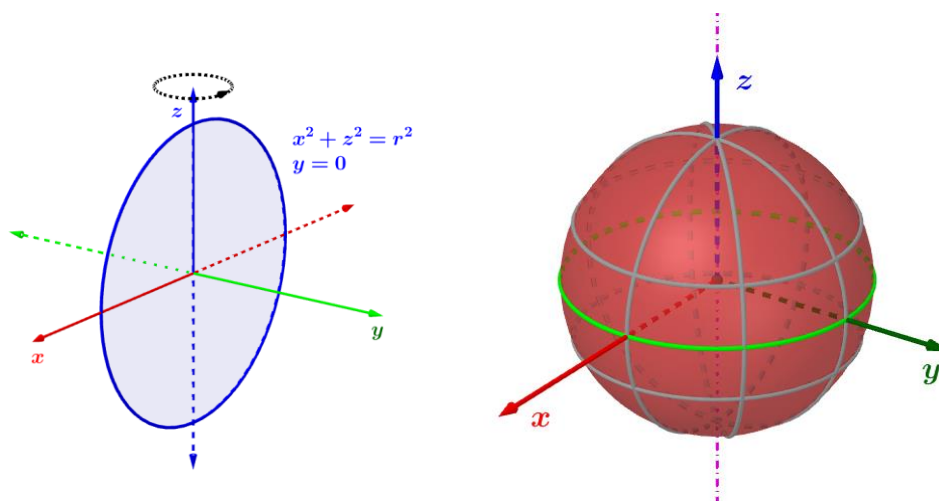 z
x² + z² = r²
y = 0
x
y
z
x
y